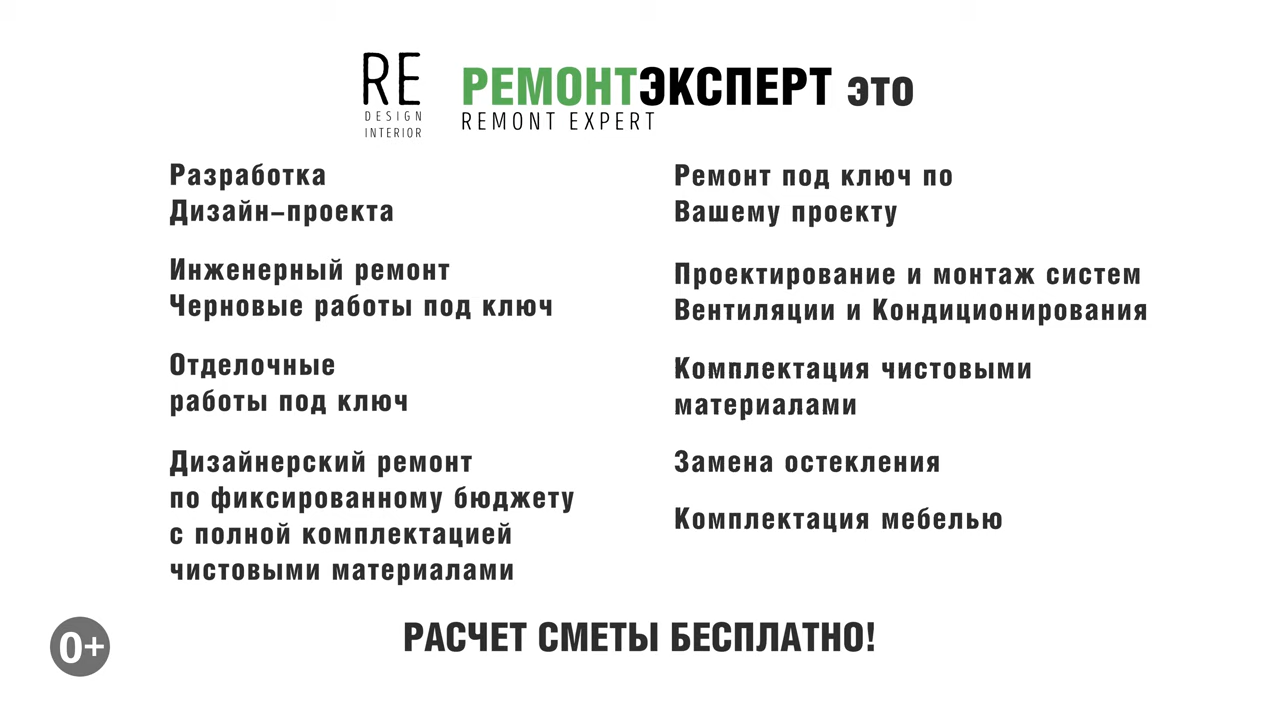 RE
DESIGN
INTERIOR
РЕМОНТЭКСПЕРТ это
REMONT EXPERT
Разработка
Дизайн–проекта
Инженерный ремонт
Черновые работы под ключ
Отделочные
работы под ключ
Дизайнерский ремонт
по фиксированному бюджету
с полной комплектацией
чистовыми материалами
Ремонт под ключ по
Вашему проекту
Проектирование и монтаж систем
Вентиляции и Кондиционирования
Комплектация чистовыми
материалами
Замена остекления
Комплектация мебелью
РАСЧЕТ СМЕТЫ БЕСПЛАТНО!
0+